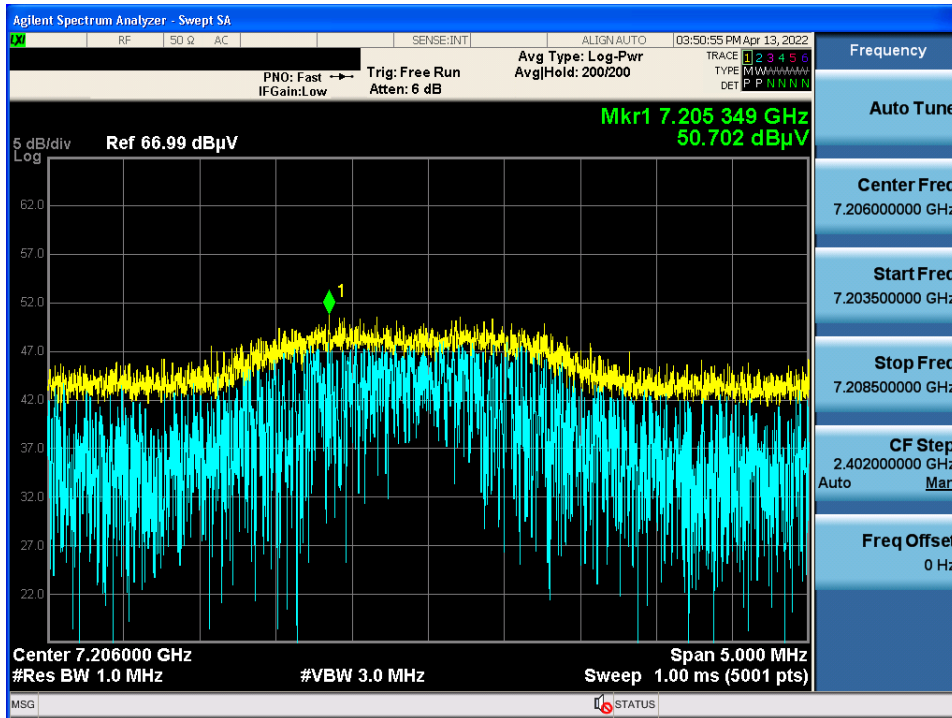 Agilent Spectrum Analyzer - Swept SA
LXI RF 50 Ω AC SENSE:INT ALIGN AUTO 03:50:55 PM Apr 13, 2022
PNO: Fast
IFGain:Low
Trig: Free Run
Atten: 6 dB
Avg Type: Log-Pwr
Avg|Hold: 200/200
TRACE 1 2 3 4 5 6
TYPE M
DET P P N N N N
Mkr1 7.205 349 GHz
50.702 dBµV
5 dB/div Ref 66.99 dBµV
Log
62.0
57.0
52.0
47.0
42.0
37.0
32.0
27.0
22.0
1
Center 7.206000 GHz Span 5.000 MHz
#Res BW 1.0 MHz #VBW 3.0 MHz Sweep 1.00 ms (5001 pts)
MSG STATUS
Frequency
Auto Tune
Center Freq
7.206000000 GHz
Start Freq
7.203500000 GHz
Stop Freq
7.208500000 GHz
CF Step
2.402000000 GHz
Auto Man
Freq Offset
0 Hz